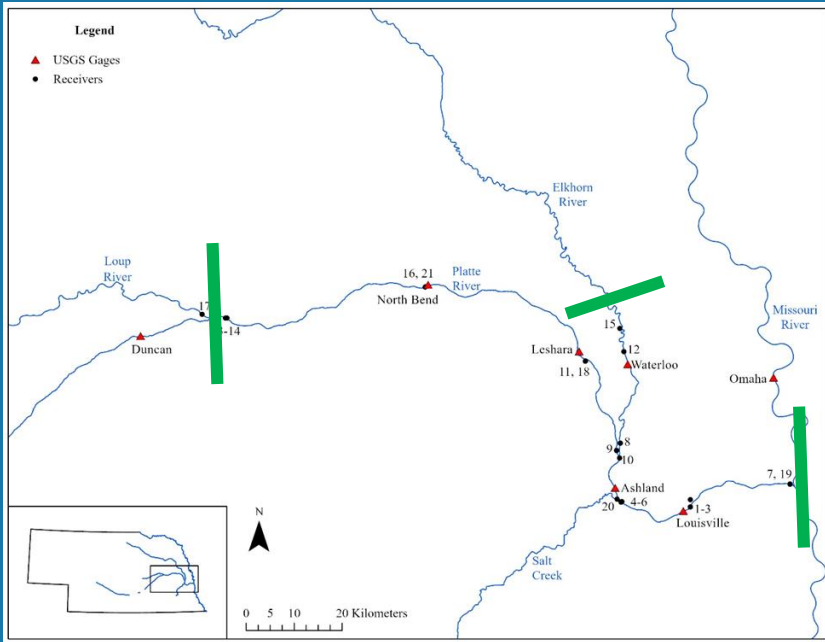 Legend
USGS Gages
Receivers
Elkhorn
River
Loup
River
16, 21
Platte
River
North Bend
17
3-14
Duncan
Missouri
River
15
Leshara
12
11, 18
Waterloo
Omaha
8
9
10
7, 19
Ashland
20
4-6
1-3
Louisville
Salt
Creek
N
0 5 10 20 Kilometers